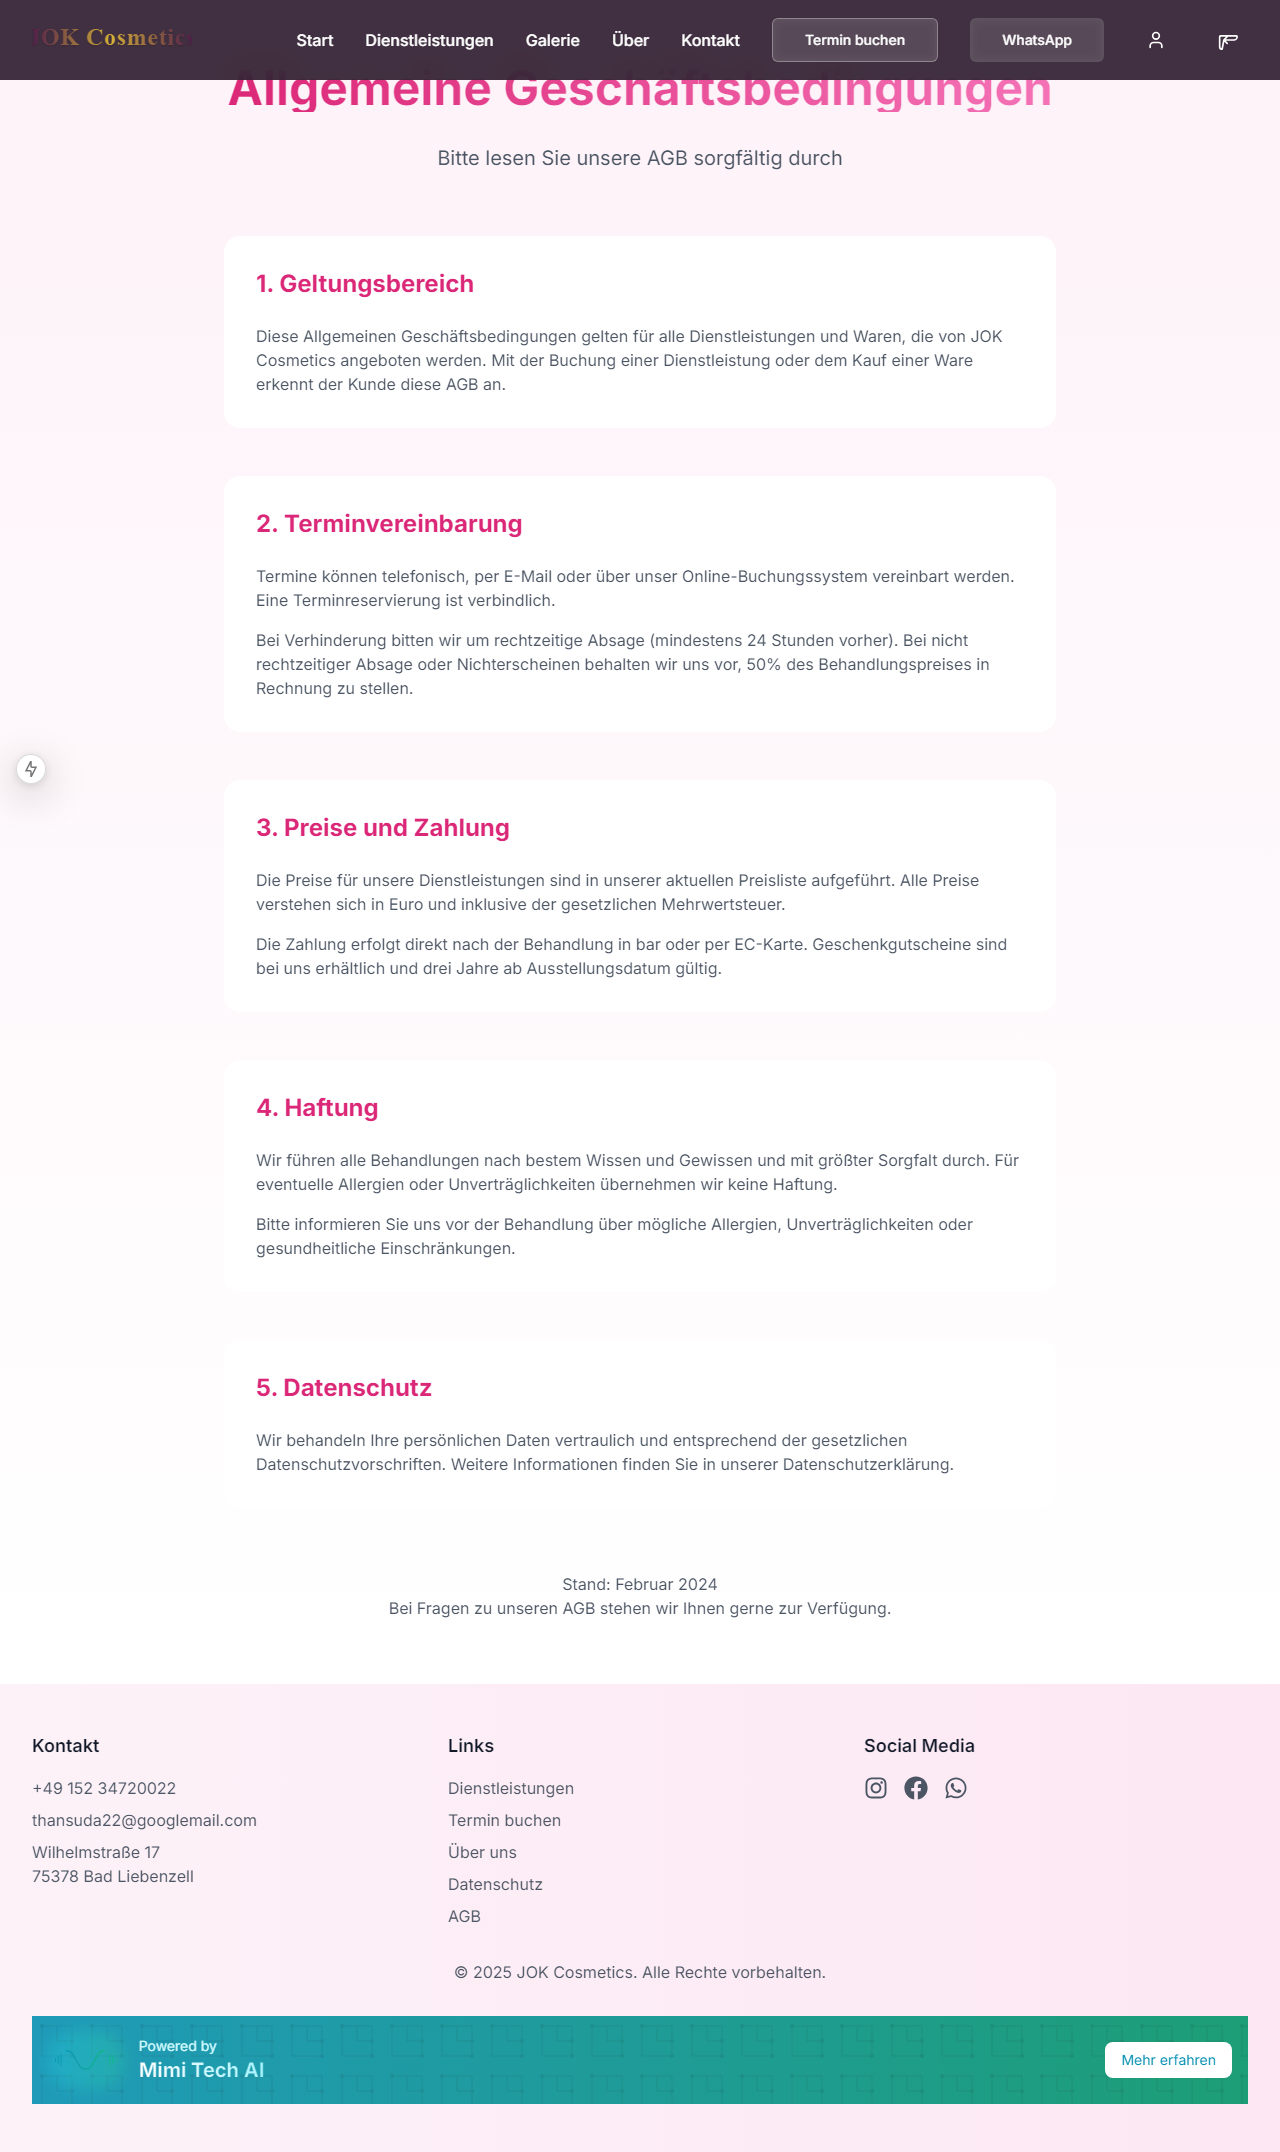 JOK Cosmetics
Start
Dienstleistungen
Galerie
Über
Kontakt
Termin buchen
WhatsApp
Allgemeine Geschäftsbedingungen
Bitte lesen Sie unsere AGB sorgfältig durch
1. Geltungsbereich
Diese Allgemeinen Geschäftsbedingungen gelten für alle Dienstleistungen und Waren, die von JOK
Cosmetics angeboten werden. Mit der Buchung einer Dienstleistung oder dem Kauf einer Ware
erkennt der Kunde diese AGB an.
2. Terminvereinbarung
Termine können telefonisch, per E-Mail oder über unser Online-Buchungssystem vereinbart werden.
Eine Terminreservierung ist verbindlich.
Bei Verhinderung bitten wir um rechtzeitige Absage (mindestens 24 Stunden vorher). Bei nicht
rechtzeitiger Absage oder Nichterscheinen behalten wir uns vor, 50% des Behandlungspreises in
Rechnung zu stellen.
3. Preise und Zahlung
Die Preise für unsere Dienstleistungen sind in unserer aktuellen Preisliste aufgeführt. Alle Preise
verstehen sich in Euro und inklusive der gesetzlichen Mehrwertsteuer.
Die Zahlung erfolgt direkt nach der Behandlung in bar oder per EC-Karte. Geschenkgutscheine sind
bei uns erhältlich und drei Jahre ab Ausstellungsdatum gültig.
4. Haftung
Wir führen alle Behandlungen nach bestem Wissen und Gewissen und mit größter Sorgfalt durch. Für
eventuelle Allergien oder Unverträglichkeiten übernehmen wir keine Haftung.
Bitte informieren Sie uns vor der Behandlung über mögliche Allergien, Unverträglichkeiten oder
gesundheitliche Einschränkungen.
5. Datenschutz
Wir behandeln Ihre persönlichen Daten vertraulich und entsprechend der gesetzlichen
Datenschutzvorschriften. Weitere Informationen finden Sie in unserer Datenschutzerklärung.
Stand: Februar 2024
Bei Fragen zu unseren AGB stehen wir Ihnen gerne zur Verfügung.
Kontakt
+49 152 34720022
thansuda22@googlemail.com
Wilhelmstraße 17
75378 Bad Liebenzell
Links
Dienstleistungen
Termin buchen
Über uns
Datenschutz
AGB
Social Media
© 2025 JOK Cosmetics. Alle Rechte vorbehalten.
Powered by
Mimi Tech AI
Mehr erfahren